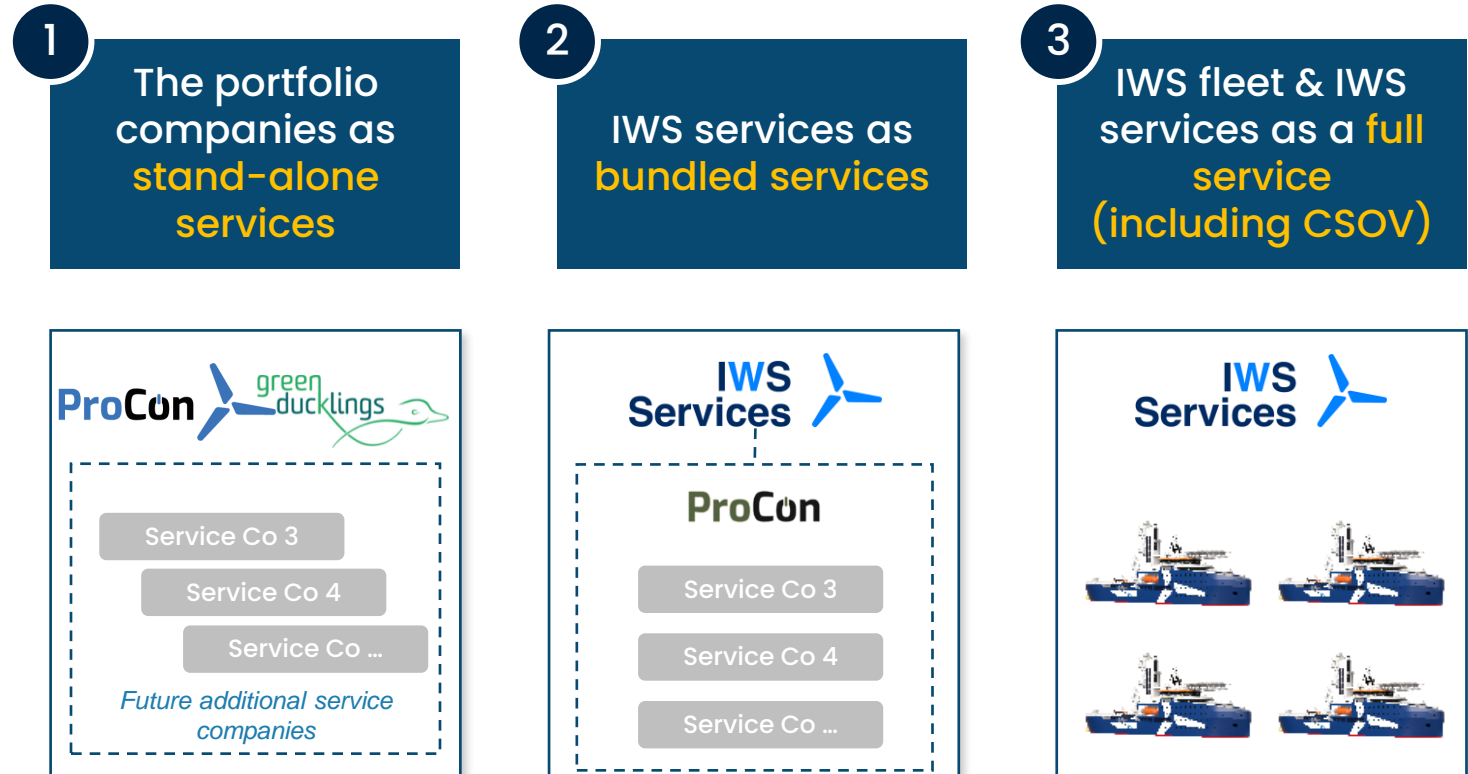 1
The portfolio
companies as
stand-alone
services
2
IWS services as
bundled services
3
IWS fleet & IWS
services as a full
service
(including CSOV)
ProCon
green
ducklings
Service Co 3
Service Co 4
Service Co ...
Future additional service
companies
IWS
Services
ProCon
Service Co 3
Service Co 4
Service Co ...
IWS
Services